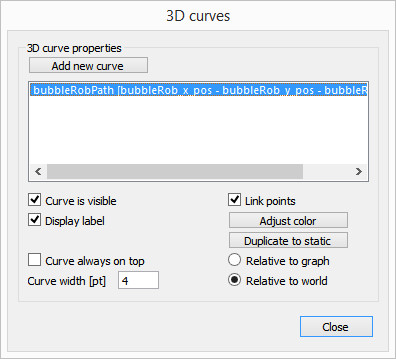 3D curves
3D curve properties
Add new curve
bubbleRobPath [bubbleRob_x_pos - bubbleRob_y_pos - bubbleR
Curve is visible
Link points
Display label
Adjust color
Duplicate to static
Curve always on top
Relative to graph
Curve width [pt] 4
Relative to world
Close